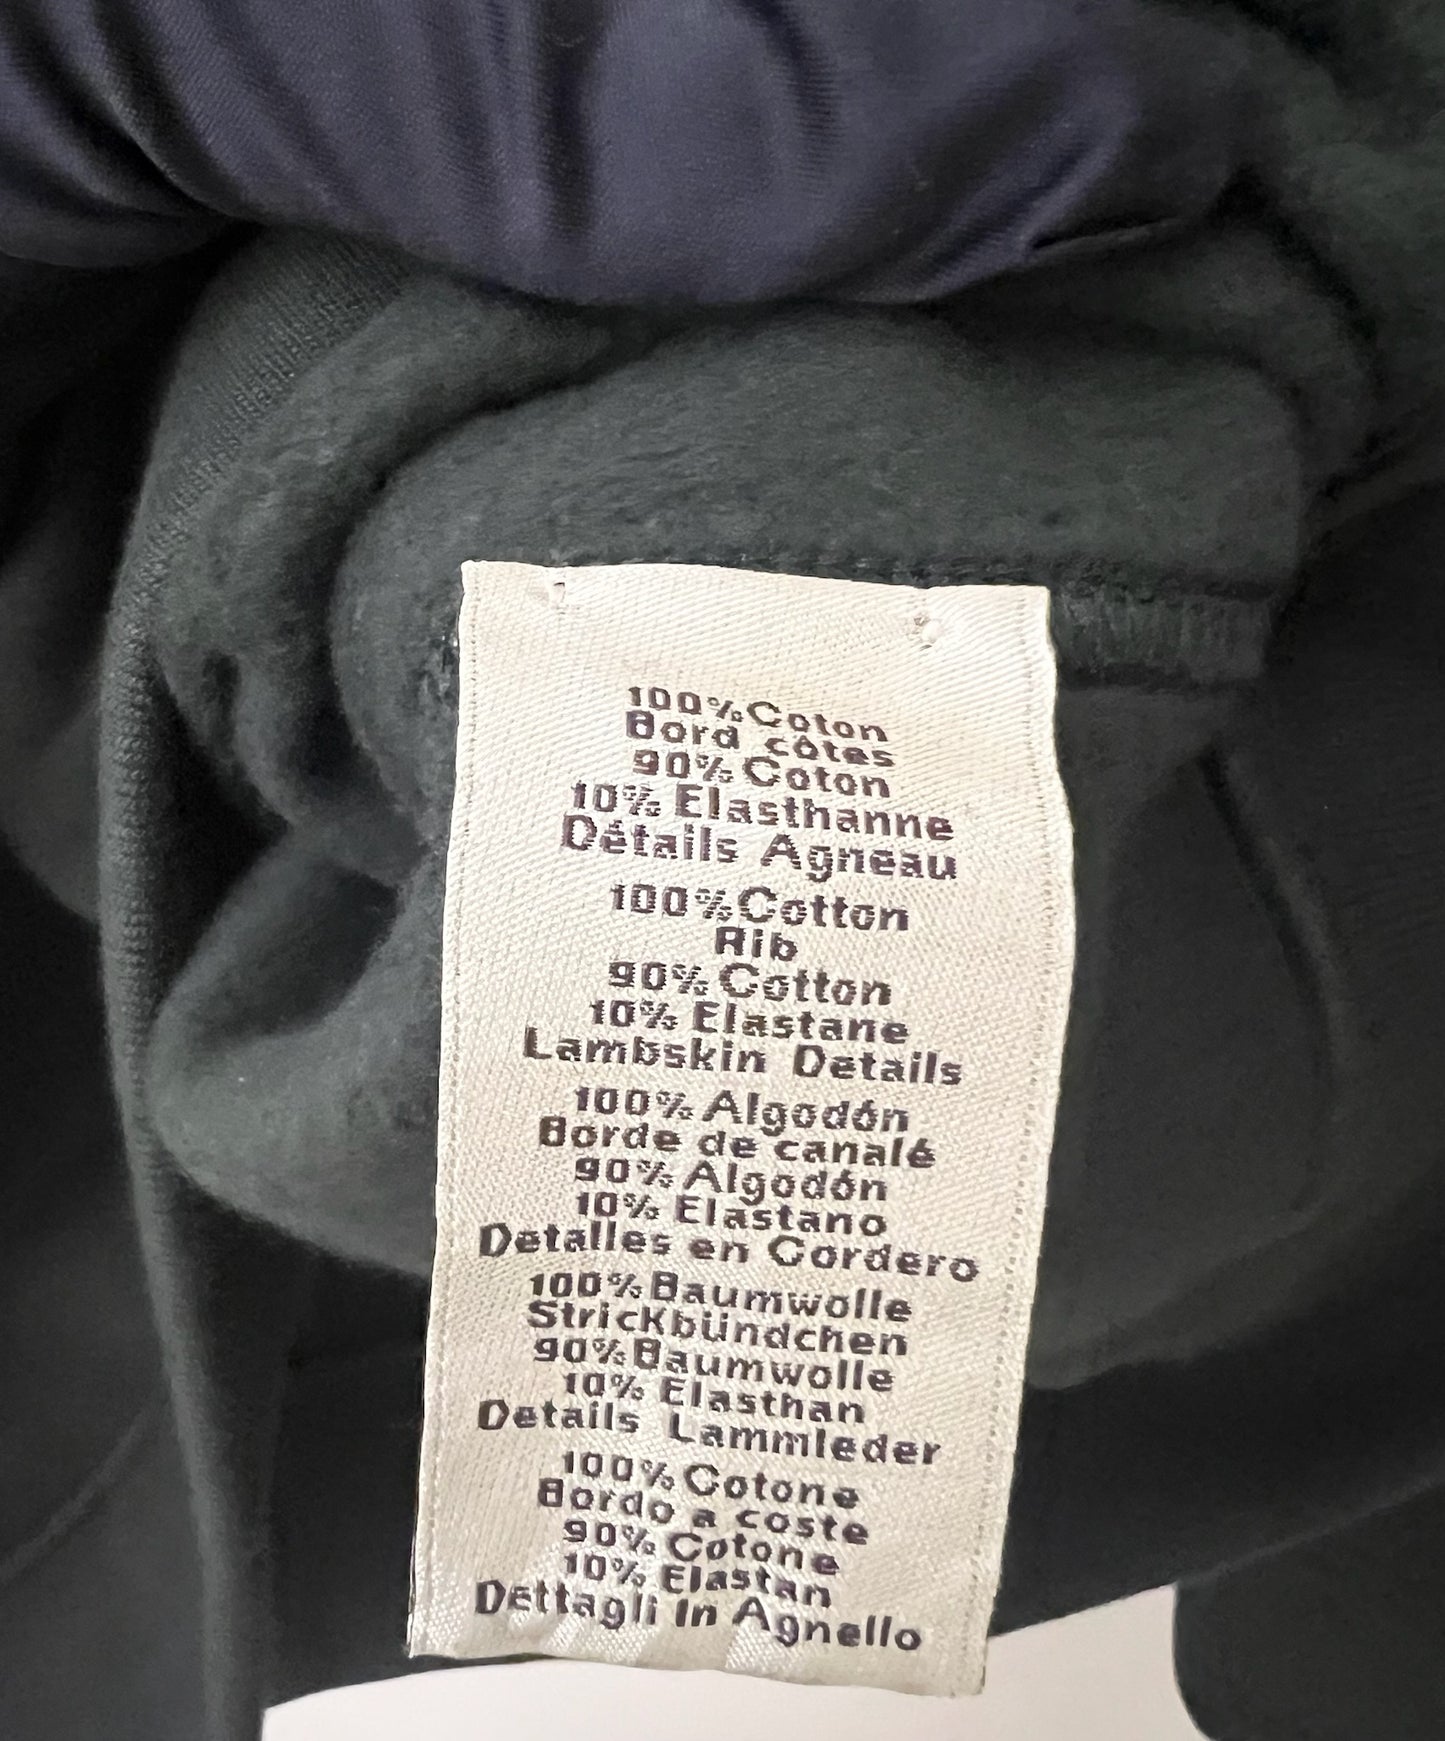 100% Coton
Bord côtes
90% Coton
10% Elasthanne
Détails Agneau
100% Cotton
Rib
90% Cotton
10% Elastane
Lambskin Details
100% Algodón
Borde de canalé
90% Algodón
10% Elastano
Detalles en Cordero
100% Baumwolle
Strickbündchen
90% Baumwolle
10% Elasthan
Details Lammleder
100% Cotone
Bordo a coste
90% Cotone
10% Elastan
Dettagli In Agnello